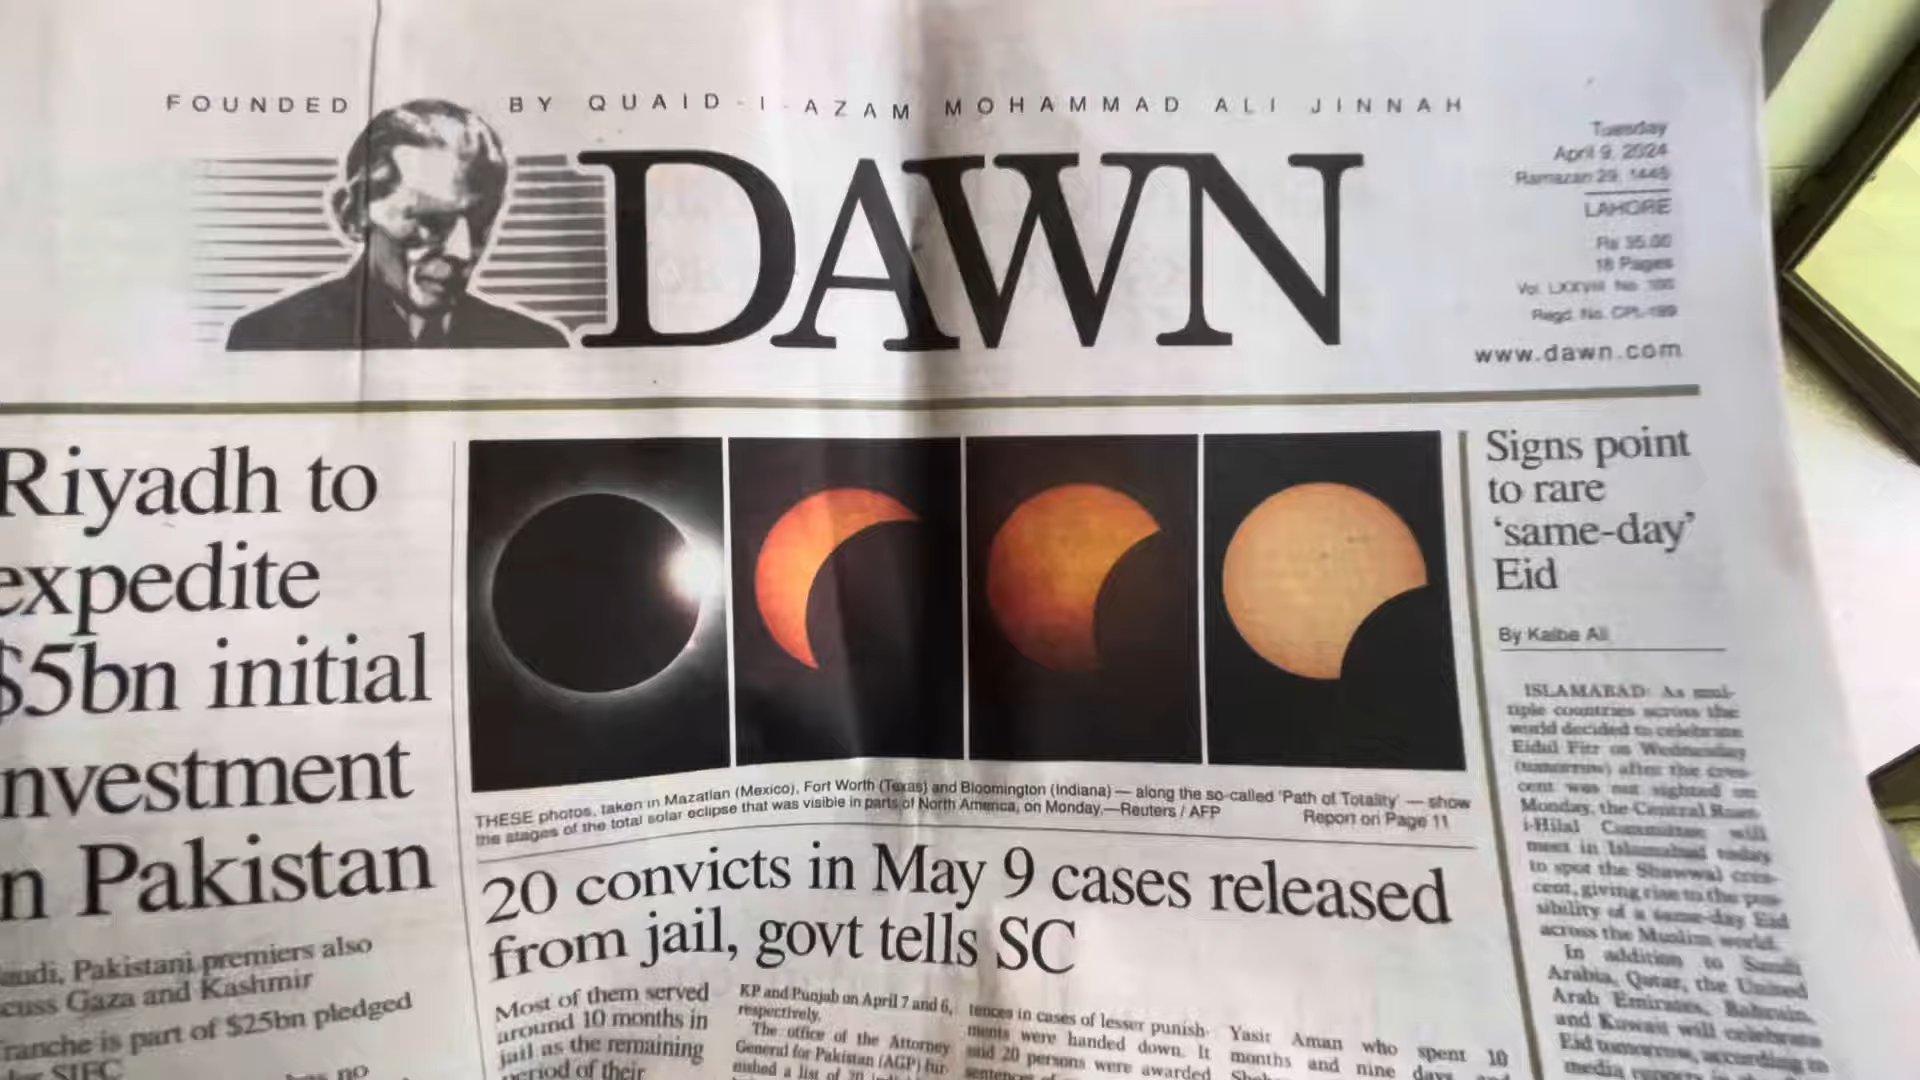 FOUNDED BY QUAID-I-AZAM MOHAMMAD ALI JINNAH
DAWN
Tuesday
April 9, 2024
Ramazan 29, 1445
LAHORE
Rs 35.00
18 Pages
Regd. No. CPL-199
www.dawn.com
Riyadh to
expedite
$5bn initial
nvestment
n Pakistan
audi, Pakistani premiers also
cuss Gaza and Kashmir
ranche is part of $25bn pledged
SIFC
THESE photos, taken in Mazatlan (Mexico), Fort Worth (Texas) and Bloomington (Indiana) — along the so-called 'Path of Totality' — show
the stages of the total solar eclipse that was visible in parts of North America, on Monday.—Reuters / AFP
Report on Page 11
20 convicts in May 9 cases released
from jail, govt tells SC
Most of them served
around 10 months in
jail as the remaining
period of their
KP and Punjab on April 7 and 6,
respectively.
The office of the Attorney
General for Pakistan (AGP) fur-
nished a list of 20
tences in cases of lesser punish-
ments were handed down. It
said 20 persons were awarded
sentences
Yasir Aman who spent 10
months and nine days
Signs point
to rare
‘same-day’
Eid
By Kalbe Ali
ISLAMABAD: As mul-
tiple countries across the
world decided to celebrate
Eidul Fitr on Wednesday
(tomorrow) after the cres-
cent was not sighted on
Monday, the Central Ruet-
i-Hilal Committee will
meet in Islamabad today
to spot the Shawwal cres-
cent, giving rise to the pos-
sibility of a same-day Eid
across the Muslim world.
In addition to Saudi
Arabia, Qatar, the United
Arab Emirates, Bahrain,
and Kuwait will celebrate
Eid tomorrow, according to
media reports